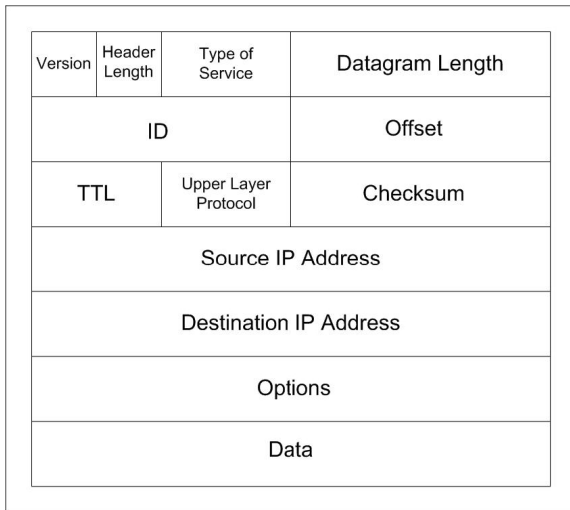 Version
Header
Length
Type of
Service
Datagram Length
ID
Offset
TTL
Upper Layer
Protocol
Checksum
Source IP Address
Destination IP Address
Options
Data